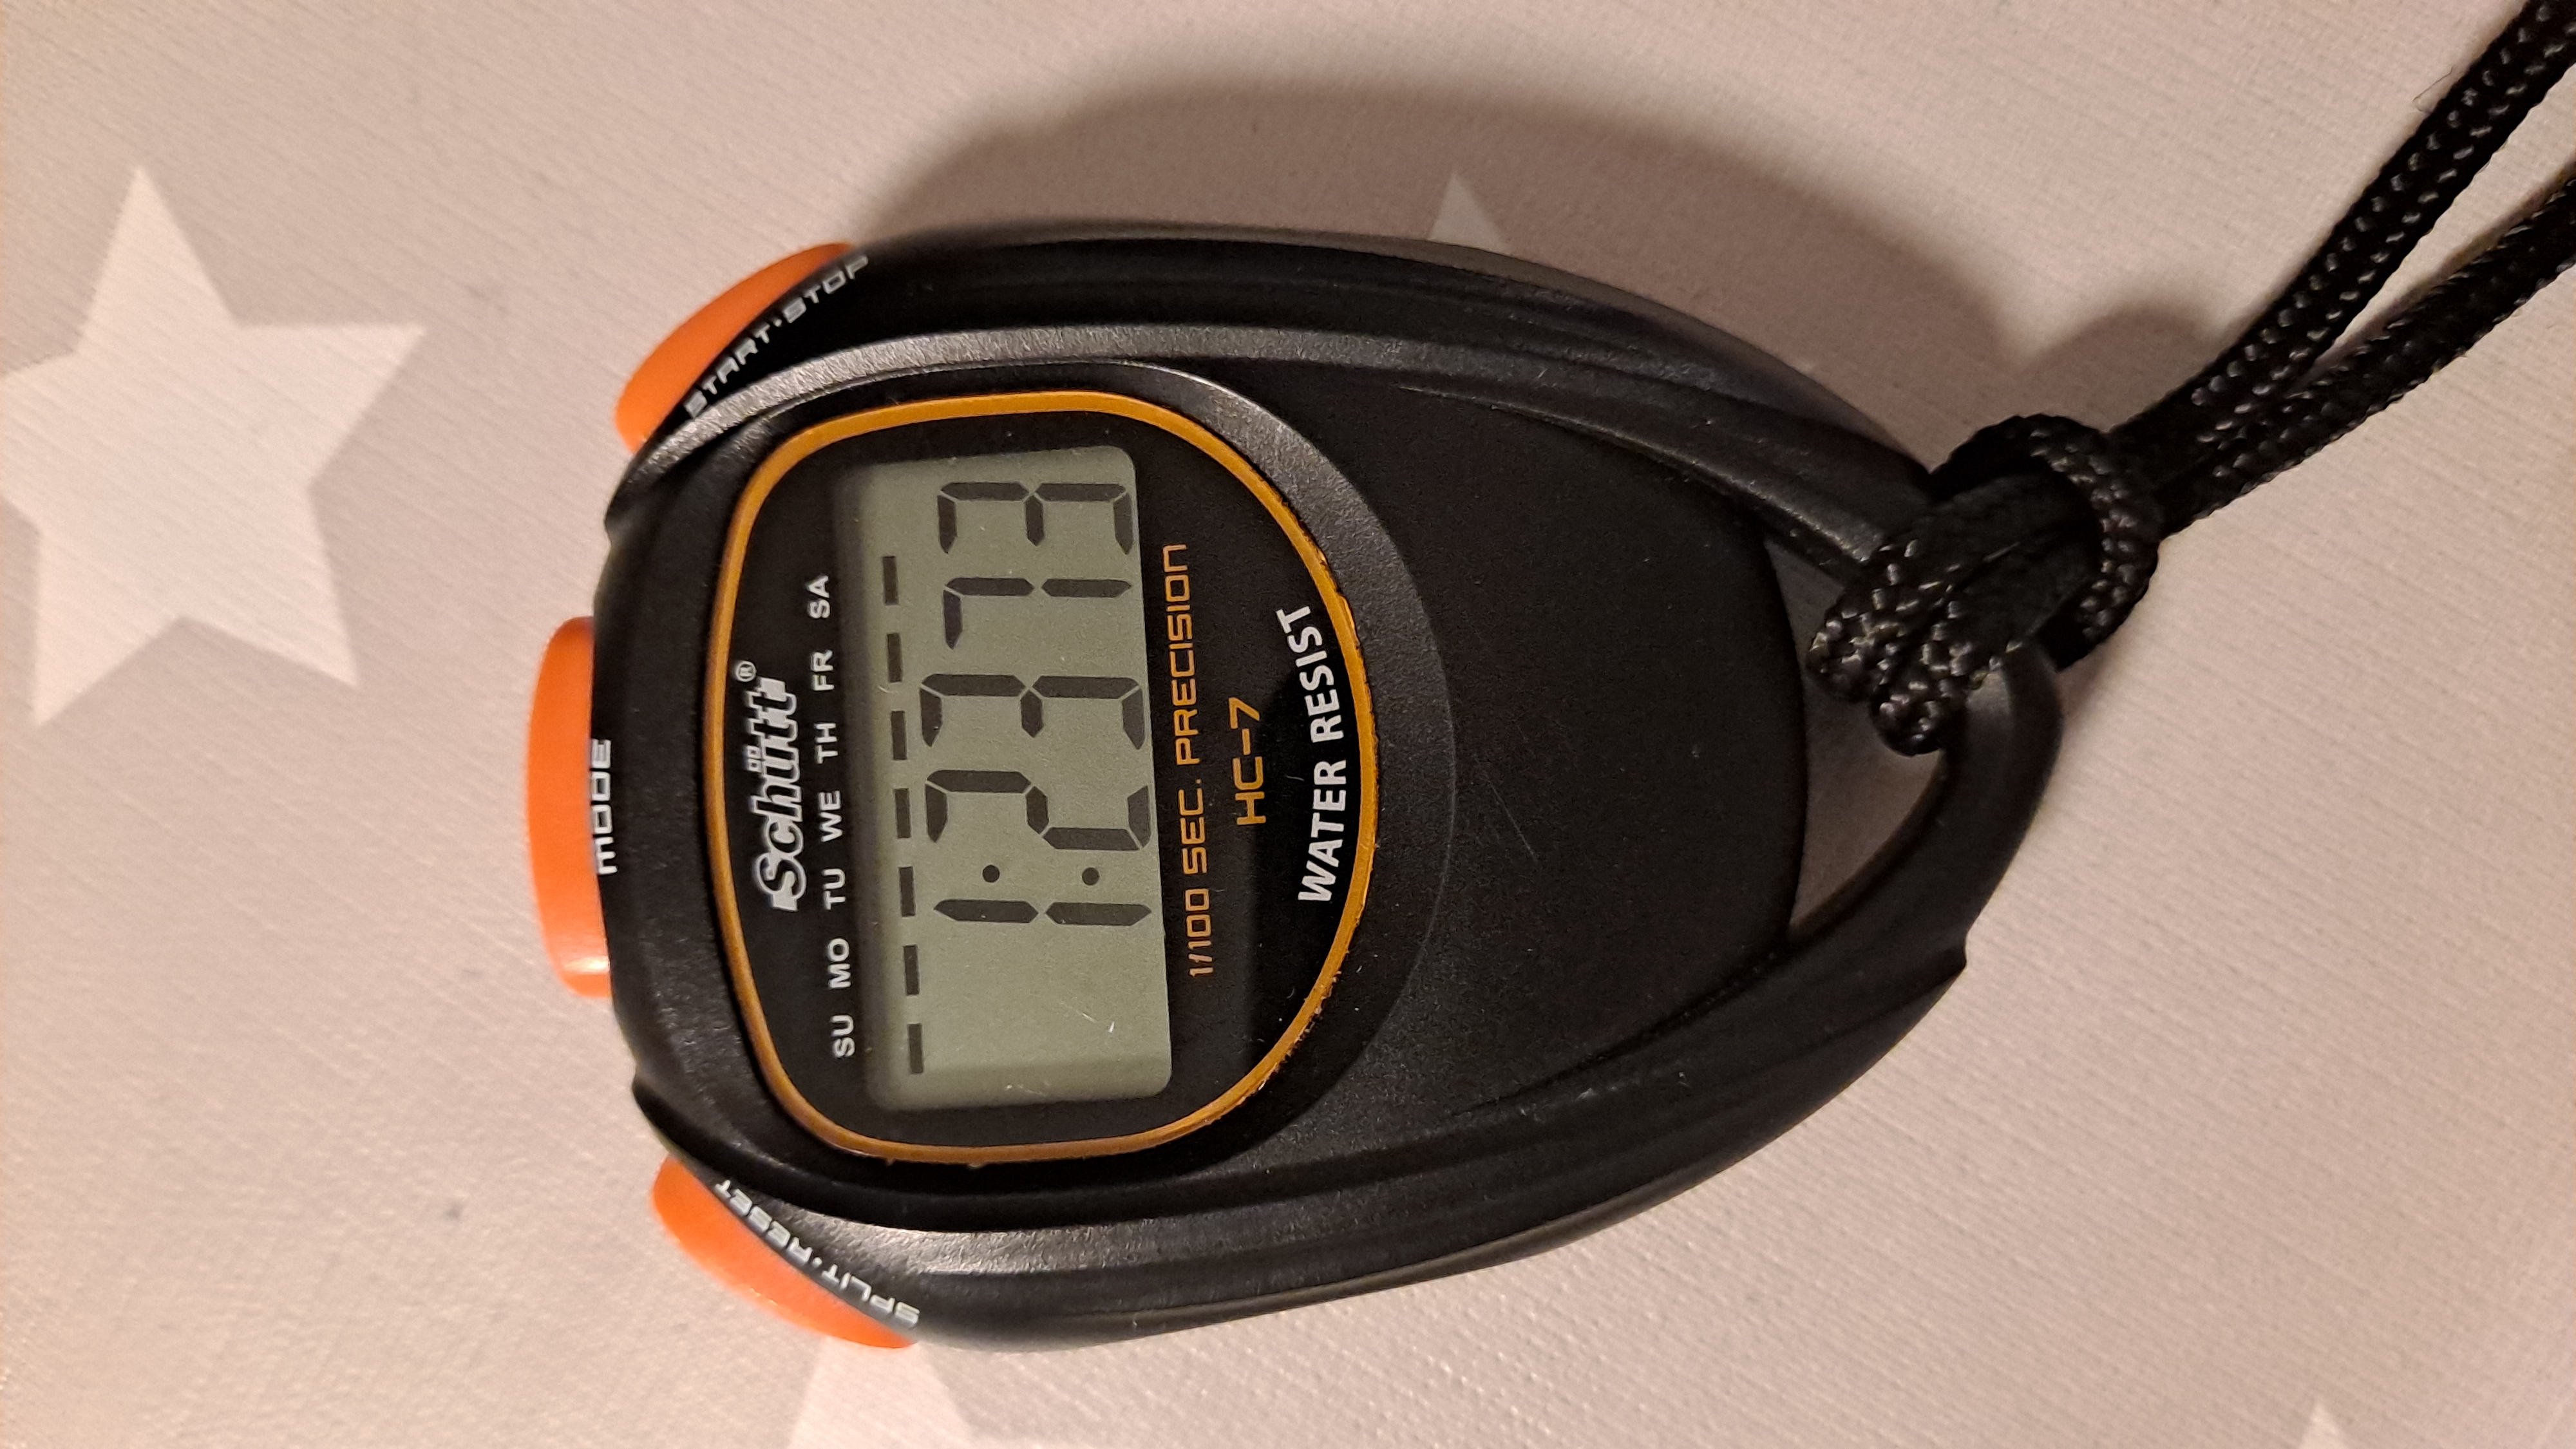 MODE
SPLIT·RESET
START·STOP
Schütt®
SU MO TU WE TH FR SA
1:23 73
1/100 SEC. PRECISION
HC-7
WATER RESIST